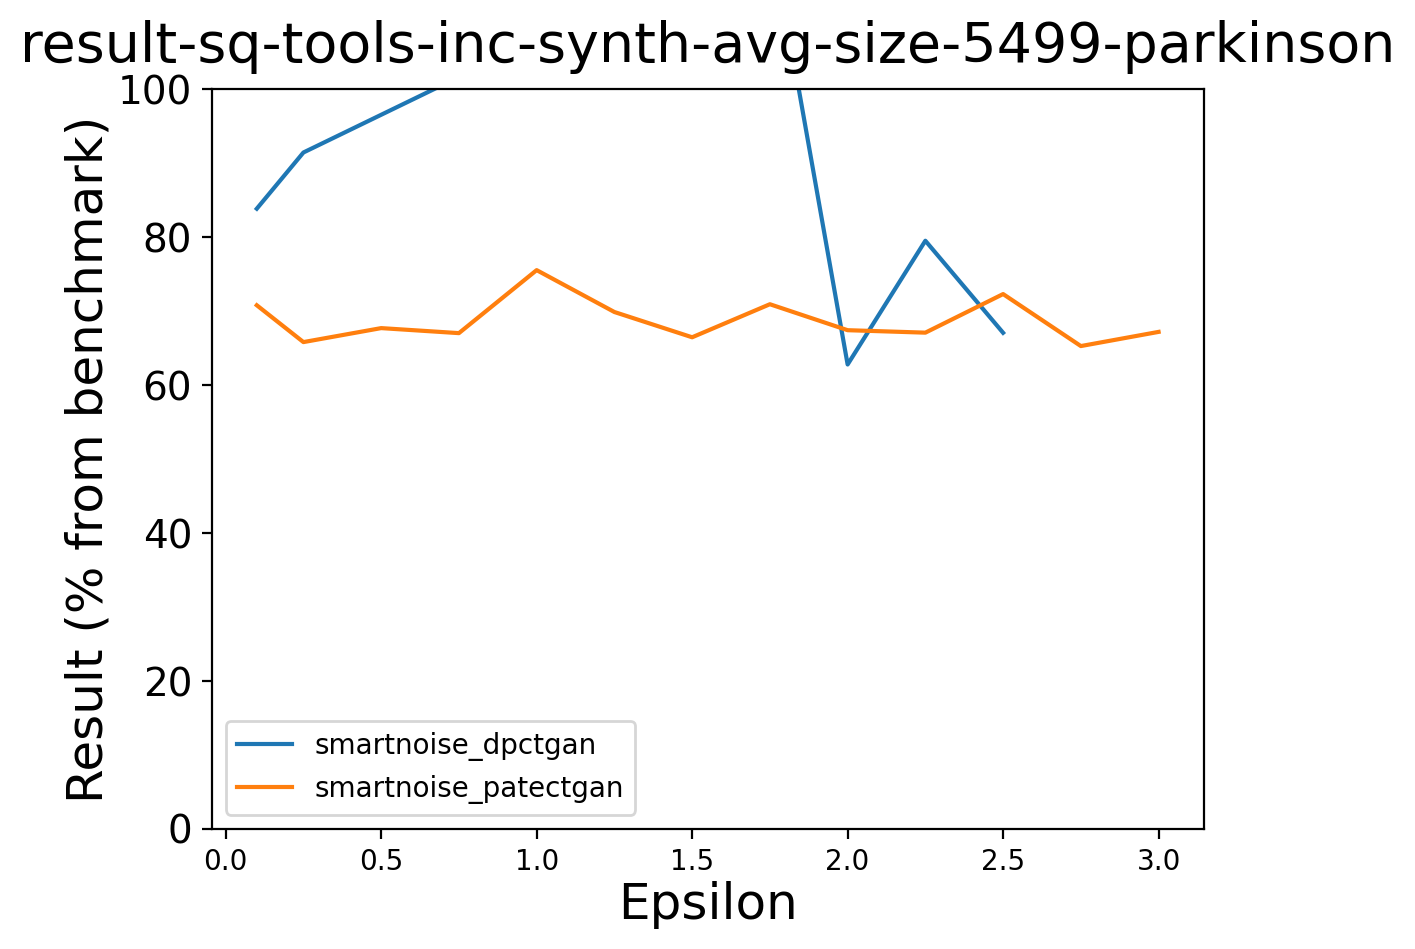 result-sq-tools-inc-synth-avg-size-5499-parkinson
Result (% from benchmark)
100
80
60
40
20
0
smartnoise_dpctgan
smartnoise_patectgan
0.0 0.5 1.0 1.5 2.0 2.5 3.0
Epsilon